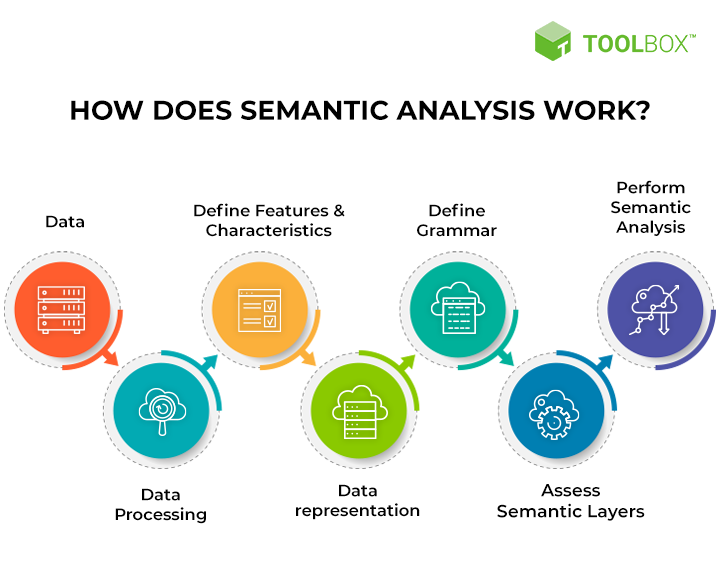 TOOLBOX™
HOW DOES SEMANTIC ANALYSIS WORK?
Data
Data
Processing
Define Features &
Characteristics
Data
representation
Define
Grammar
Assess
Semantic Layers
Perform
Semantic
Analysis